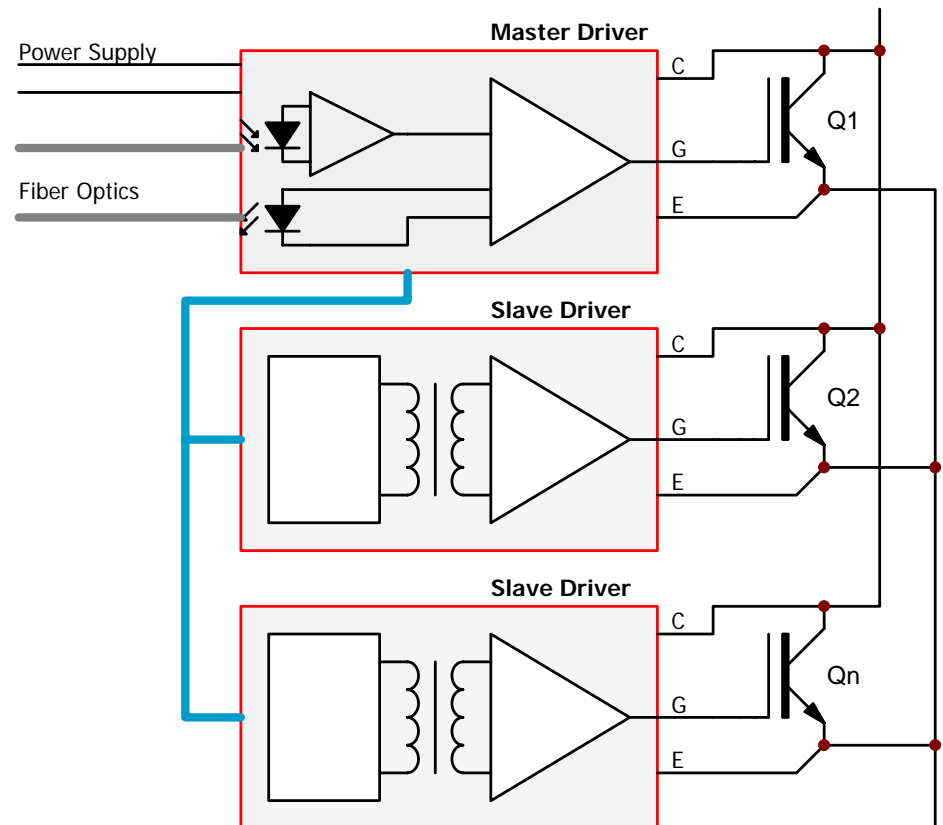 Master Driver
Power Supply
C
Q1
G
Fiber Optics
E
Slave Driver
C
Q2
G
E
Slave Driver
C
Qn
G
E